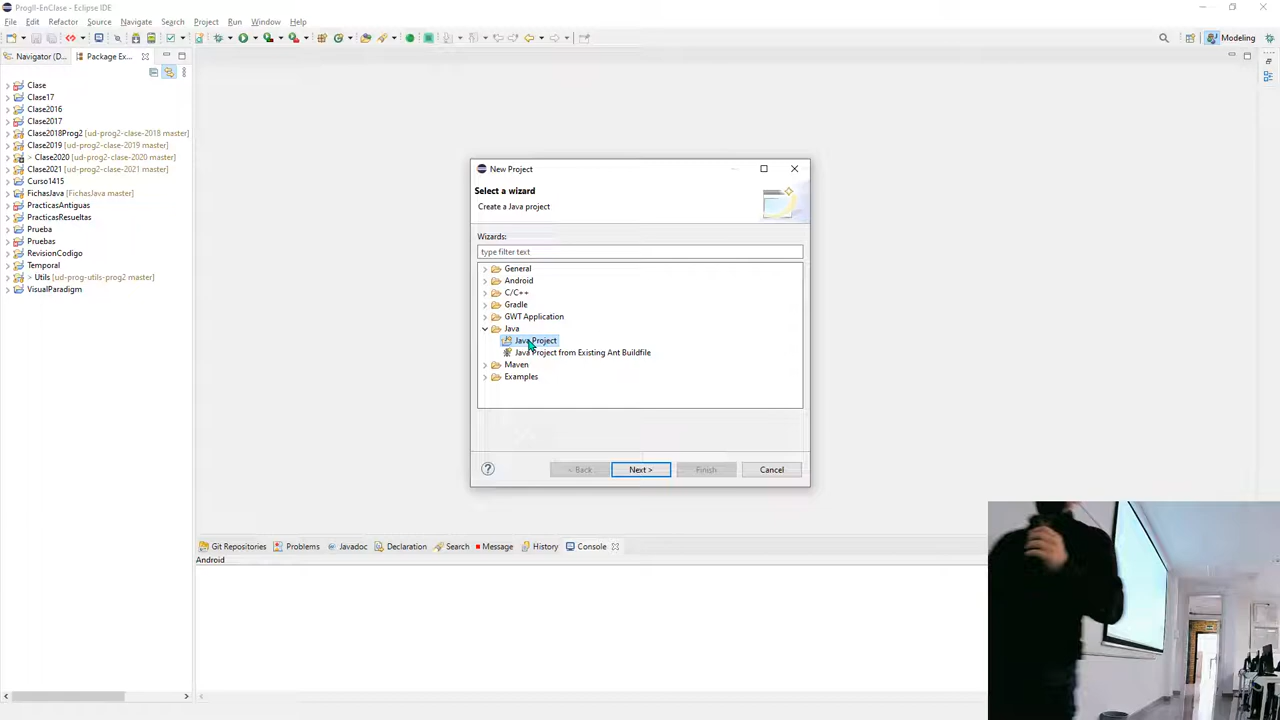 ProgII-EnClase - Eclipse IDE
File Edit Refactor Source Navigate Search Project Run Window Help
Modeling
Navigator (D...
Package Ex...
Clase
Clase17
Clase2016
Clase2017
Clase2018Prog2 [ud-prog2-clase-2018 master]
Clase2019 [ud-prog2-clase-2019 master]
> Clase2020 [ud-prog2-clase-2020 master]
Clase2021 [ud-prog2-clase-2021 master]
Curso1415
FichasJava [FichasJava master]
PracticasAntiguas
PracticasResueltas
Prueba
Pruebas
RevisionCodigo
Temporal
> Utils [ud-prog-utils-prog2 master]
VisualParadigm
New Project
Select a wizard
Create a Java project
Wizards:
type filter text
General
Android
C/C++
Gradle
GWT Application
Java
Java Project
Java Project from Existing Ant Buildfile
Maven
Examples
< Back Next > Finish Cancel
Git Repositories Problems Javadoc Declaration Search Message History Console
Android